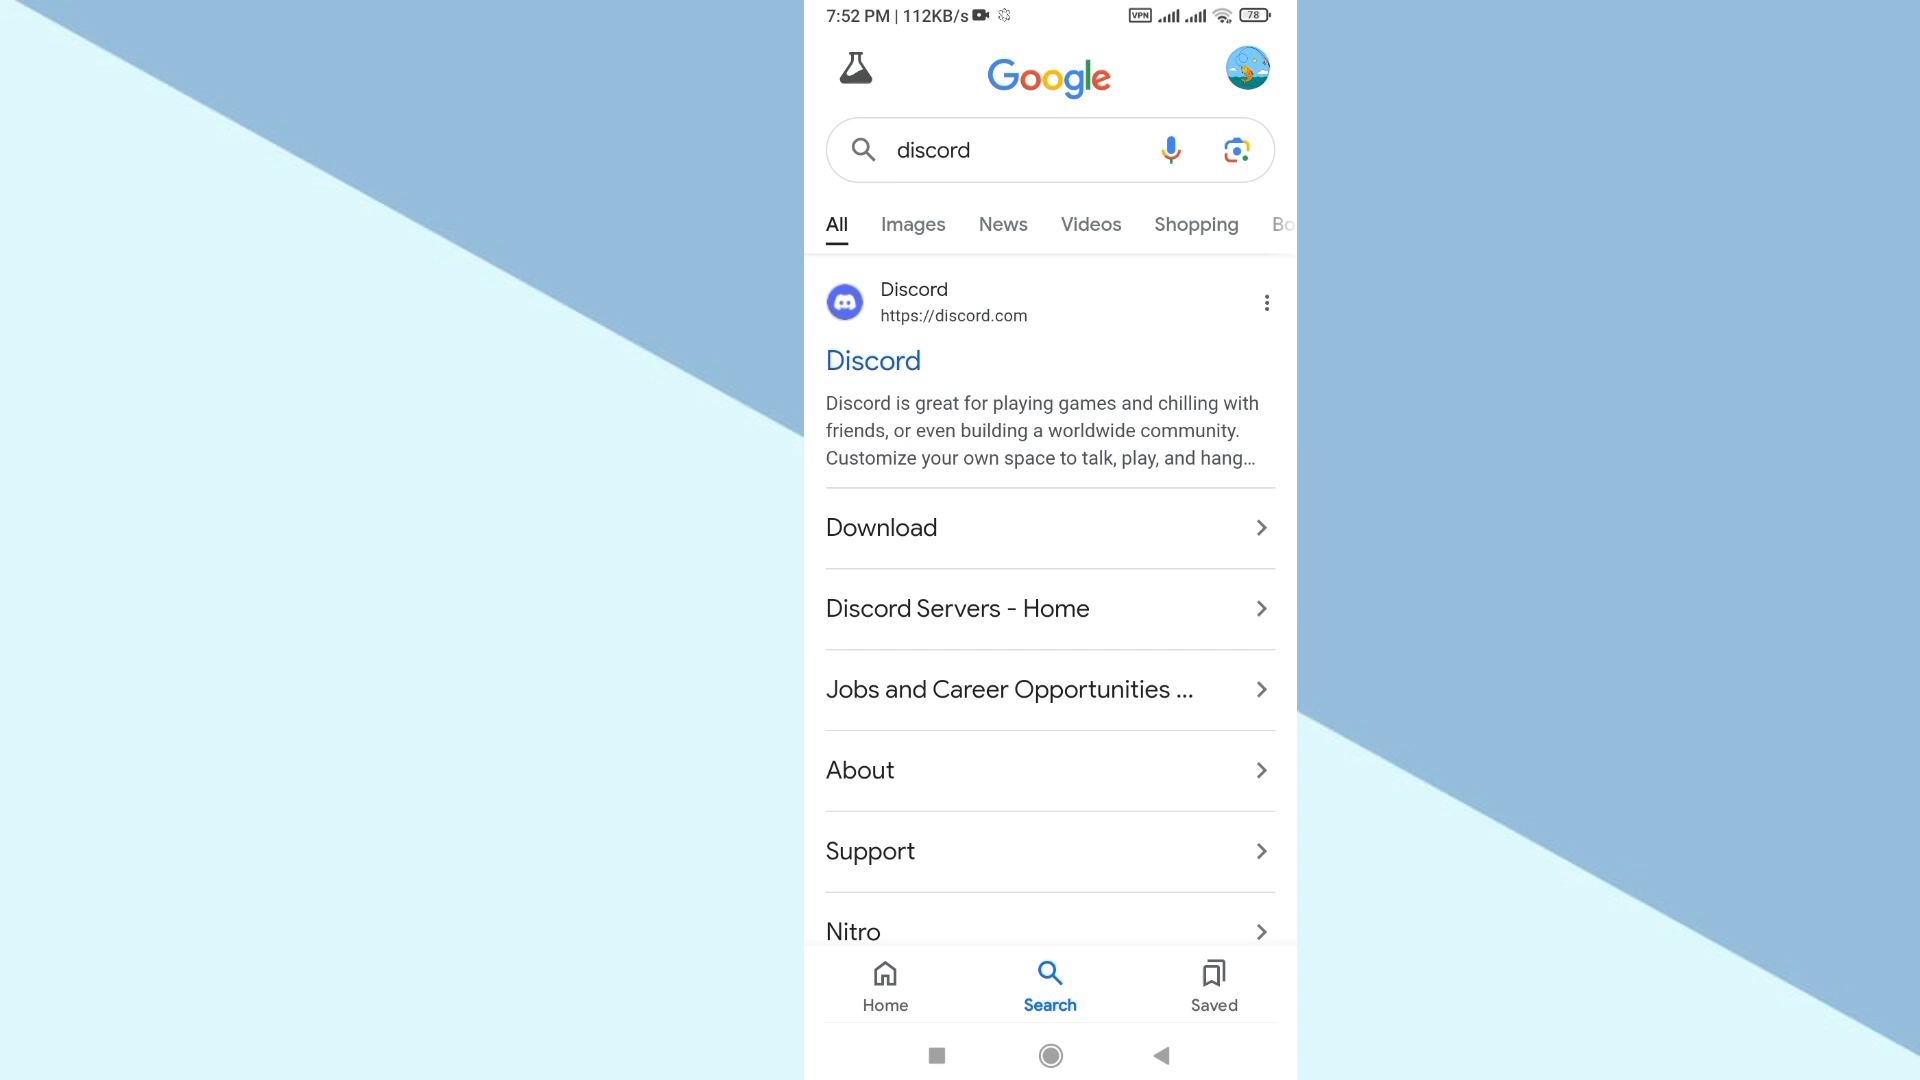 7:52 PM | 112KB/s VPN 78
Google
discord
All Images News Videos Shopping Bo
Discord
https://discord.com
Discord
Discord is great for playing games and chilling with
friends, or even building a worldwide community.
Customize your own space to talk, play, and hang...
Download
Discord Servers - Home
Jobs and Career Opportunities ...
About
Support
Nitro
Home Search Saved